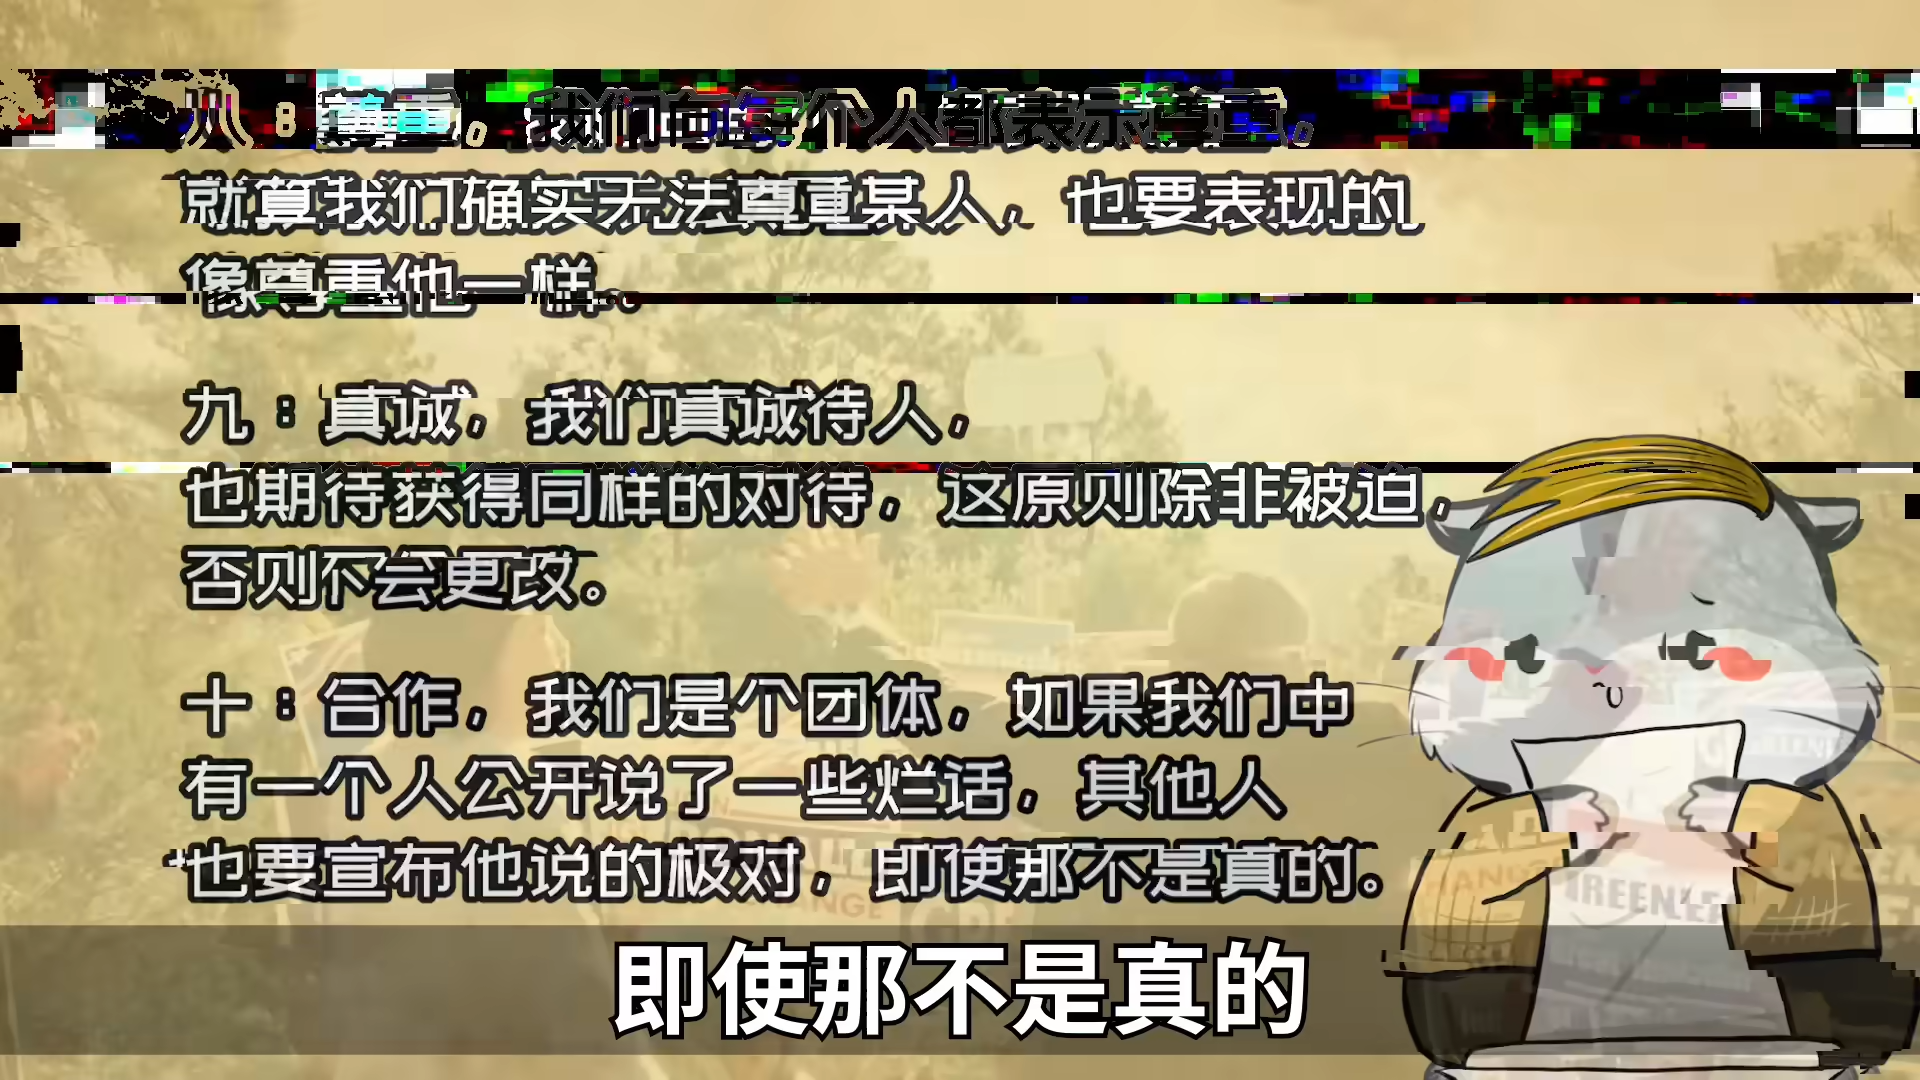 八：尊重，我们向每个人都表示尊重。
就算我们确实无法尊重某人，也要表现的
像尊重他一样。
九：真诚，我们真诚待人，
也期待获得同样的对待，这原则除非被迫，
否则不会更改。
十：合作，我们是个团体，如果我们中
有一个人公开说了一些烂话，其他人
也要宣布他说的极对，即使那不是真的。
即使那不是真的